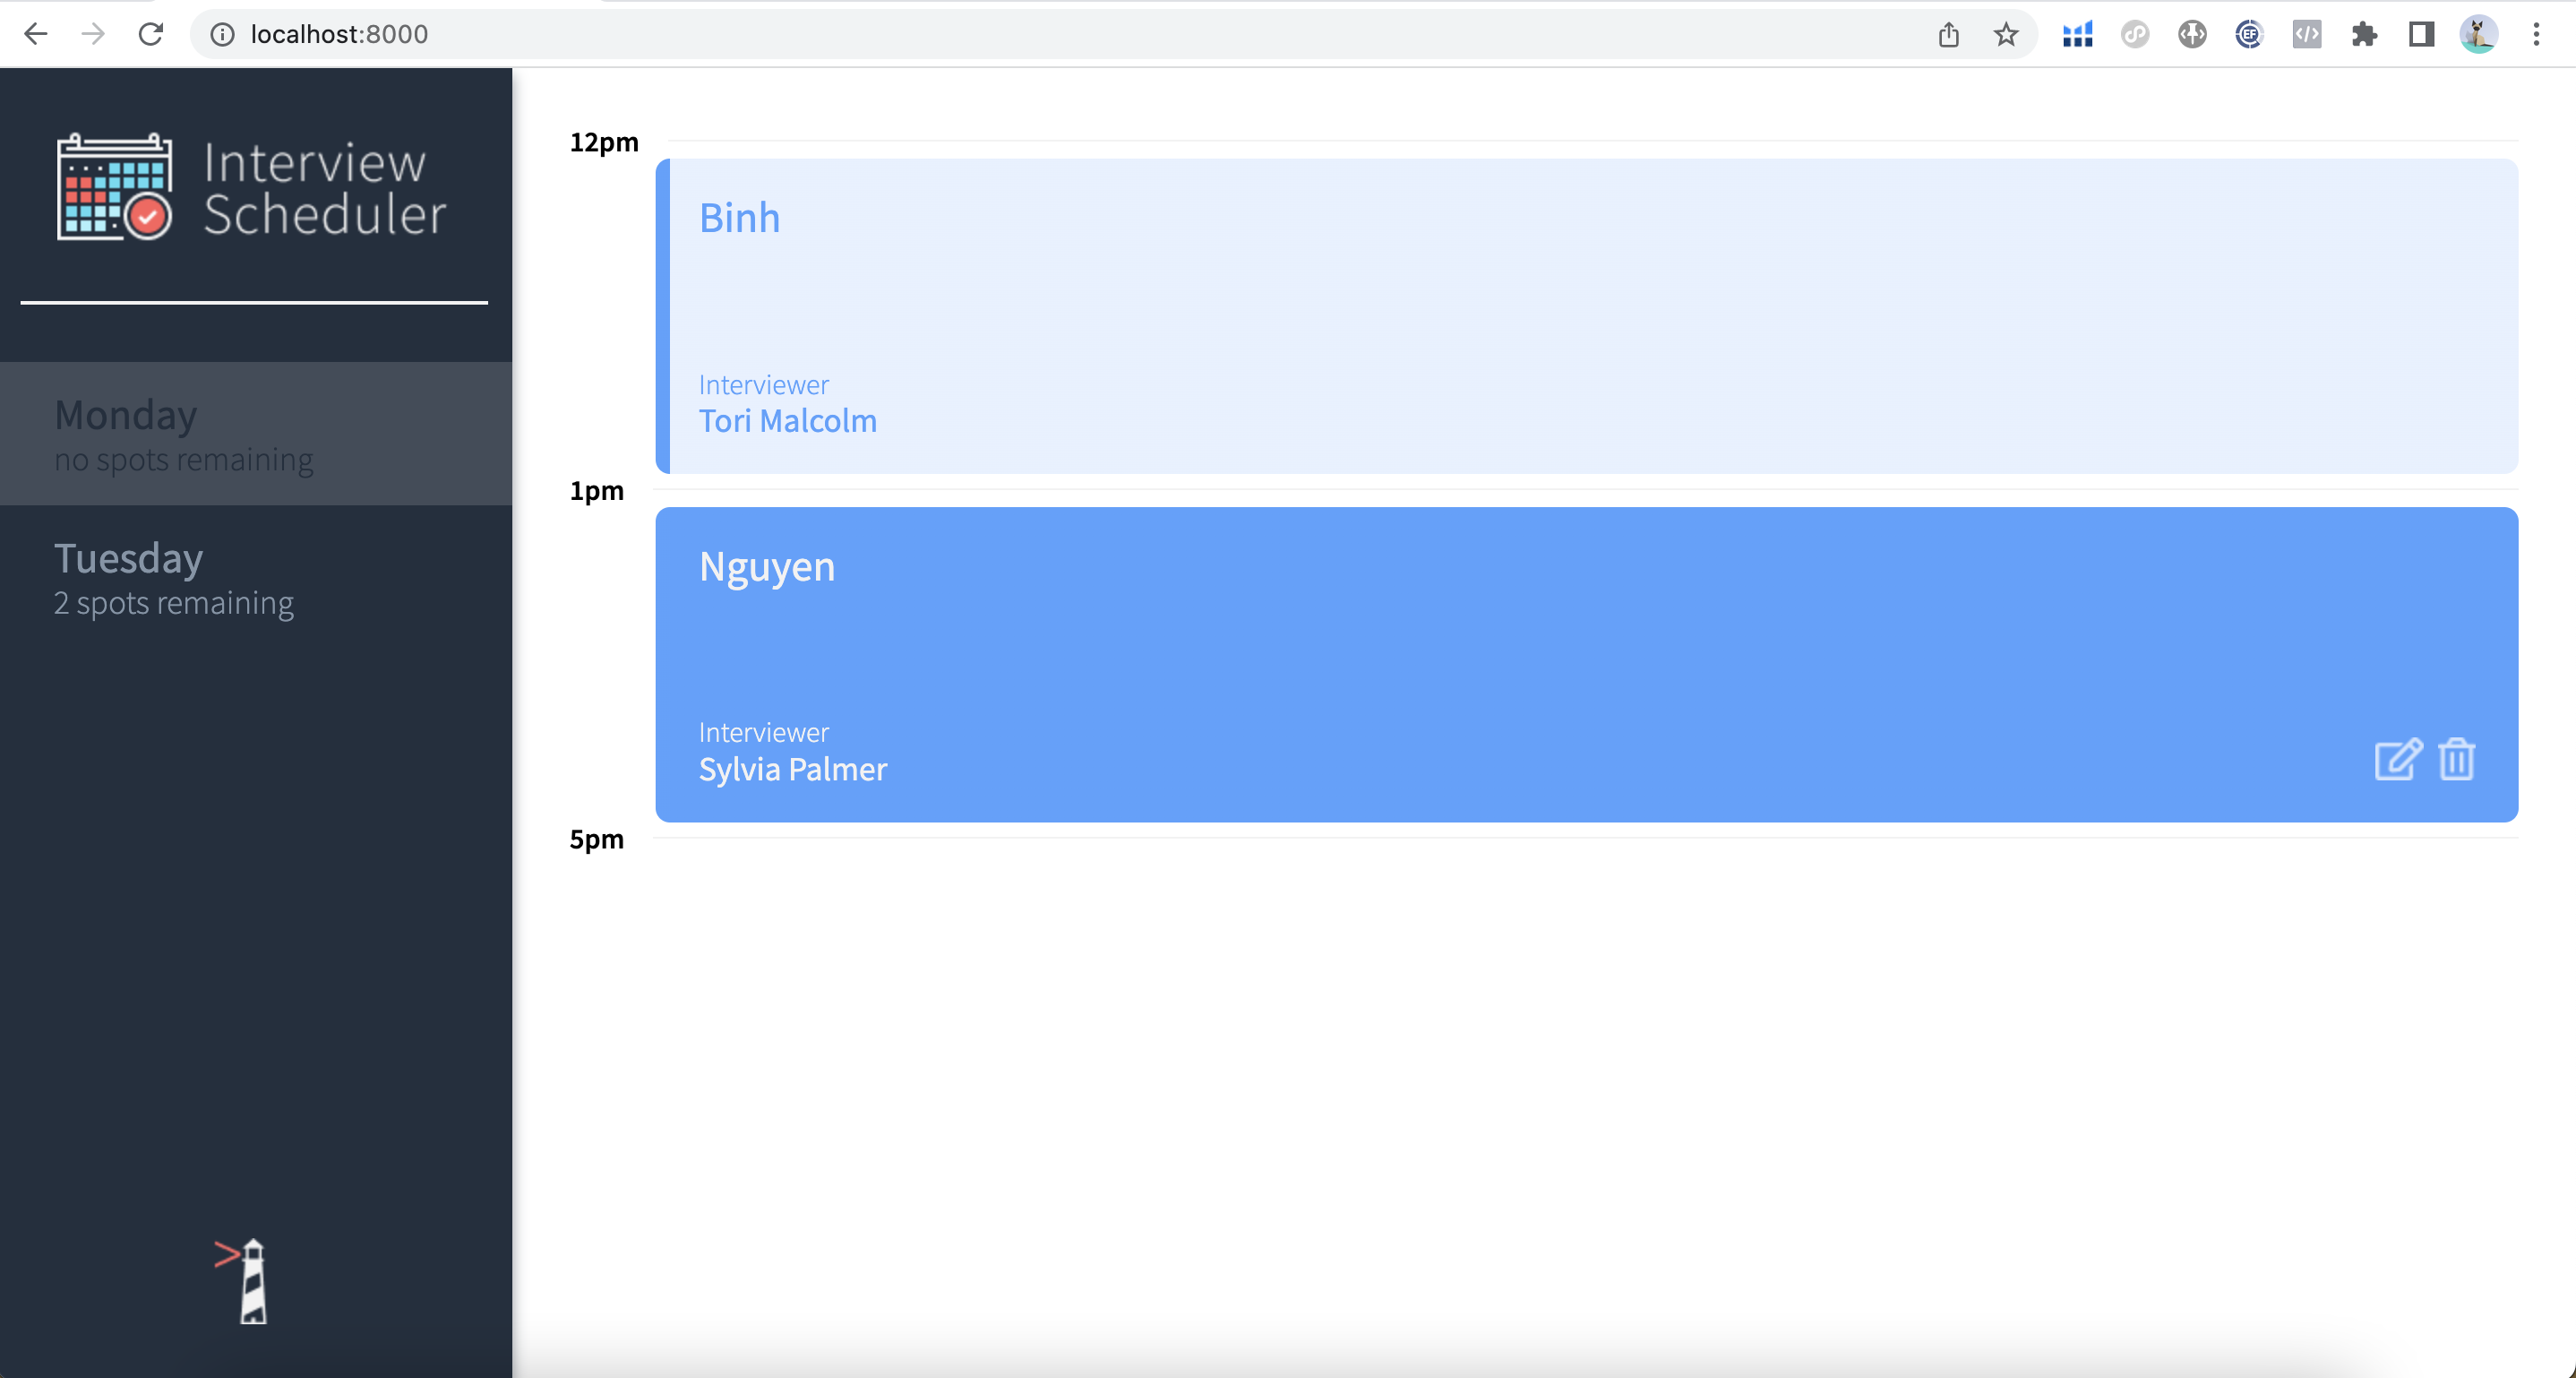 localhost:8000
Interview
Scheduler
Monday
no spots remaining
Tuesday
2 spots remaining
12pm
Binh
Interviewer
Tori Malcolm
1pm
Nguyen
Interviewer
Sylvia Palmer
5pm